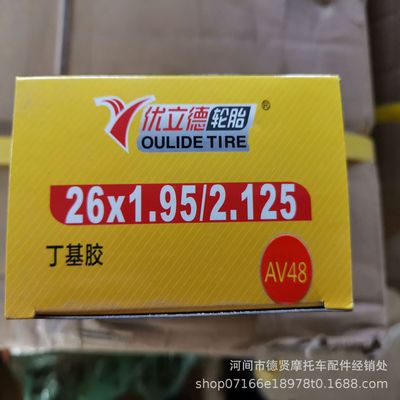 优立德轮胎®
OULIDE TIRE
26x1.95/2.125
丁基胶
AV48
河间市德贤摩托车配件经销处
shop07166e18978t0.1688.com